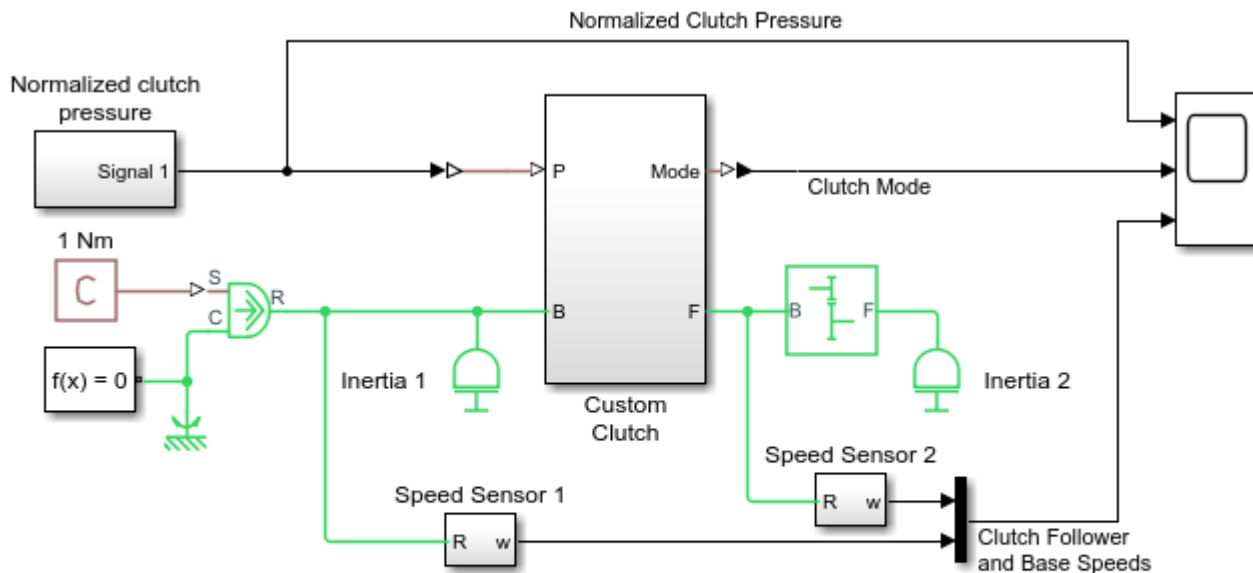 Normalized Clutch Pressure
Normalized clutch
pressure
Signal 1
P
Mode
Clutch Mode
1 Nm
C
S
C
R
B
F
B
F
f(x) = 0
Inertia 1
Inertia 2
Custom
Clutch
Speed Sensor 2
R
w
Speed Sensor 1
R
w
Clutch Follower
and Base Speeds